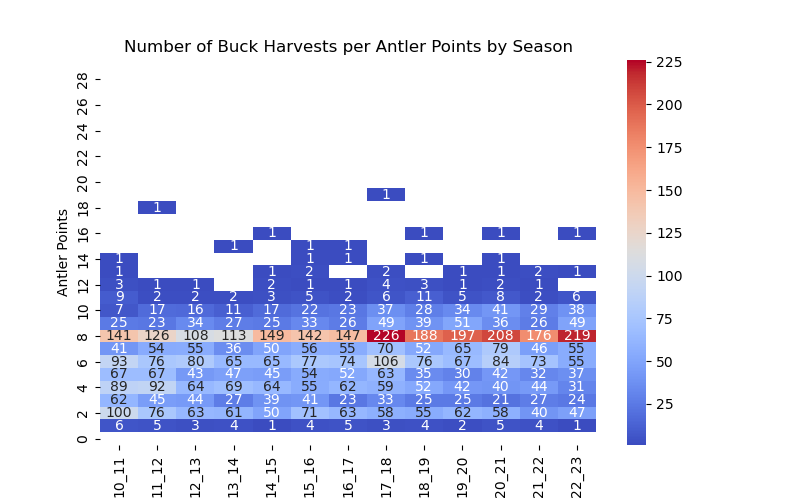 Number of Buck Harvests per Antler Points by Season
225
28
26
200
24
22
175
20
1
150
18 1
16 1 1 1 1
125
1 1 1
14 1 1 1 1 1
1 1 2 2 1 1 2 1
100
12 3 1 1 2 1 1 4 3 1 2 1
9 2 2 2 3 5 2 6 11 5 8 2 6
10 7 17 16 11 17 22 23 37 28 34 41 29 38
75
25 23 34 27 25 33 26 49 39 51 36 26 49
8 141 126 108 113 149 142 147 226 188 197 208 176 219
41 54 55 36 50 56 55 70 52 65 79 46 55
50
6 93 76 80 65 65 77 74 106 76 67 84 73 55
67 67 43 47 45 54 52 63 35 30 42 32 37
4 89 92 64 69 64 55 62 59 52 42 40 44 31
62 45 44 27 39 41 23 33 25 25 21 27 24
25
2 100 76 63 61 50 71 63 58 55 62 58 40 47
6 5 3 4 1 4 5 3 4 2 5 4 1
0
Antler Points
10_11 11_12 12_13 13_14 14_15 15_16 16_17 17_18 18_19 19_20 20_21 21_22 22_23